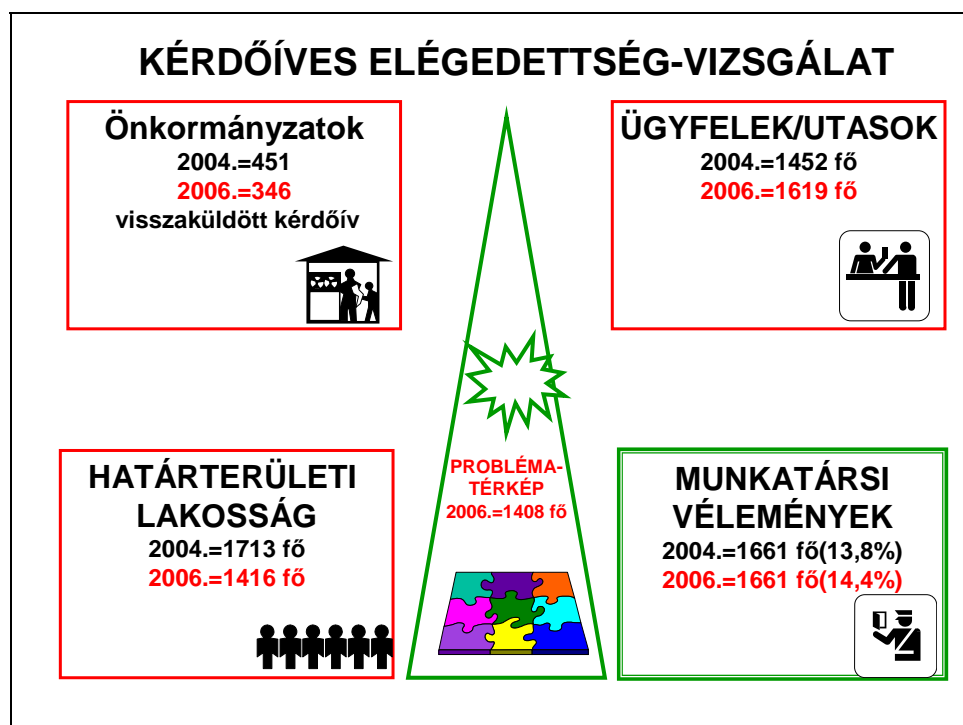 KÉRDŐÍVES ELÉGEDETTSÉG-VIZSGÁLAT
Önkormányzatok
2004.=451
2006.=346
visszaküldött kérdőív
ÜGYFELEK/UTASOK
2004.=1452 fő
2006.=1619 fő
HATÁRTERÜLETI
LAKOSSÁG
2004.=1713 fő
2006.=1416 fő
PROBLÉMA-
TÉRKÉP
2006.=1408 fő
MUNKATÁRSI
VÉLEMÉNYEK
2004.=1661 fő(13,8%)
2006.=1661 fő(14,4%)